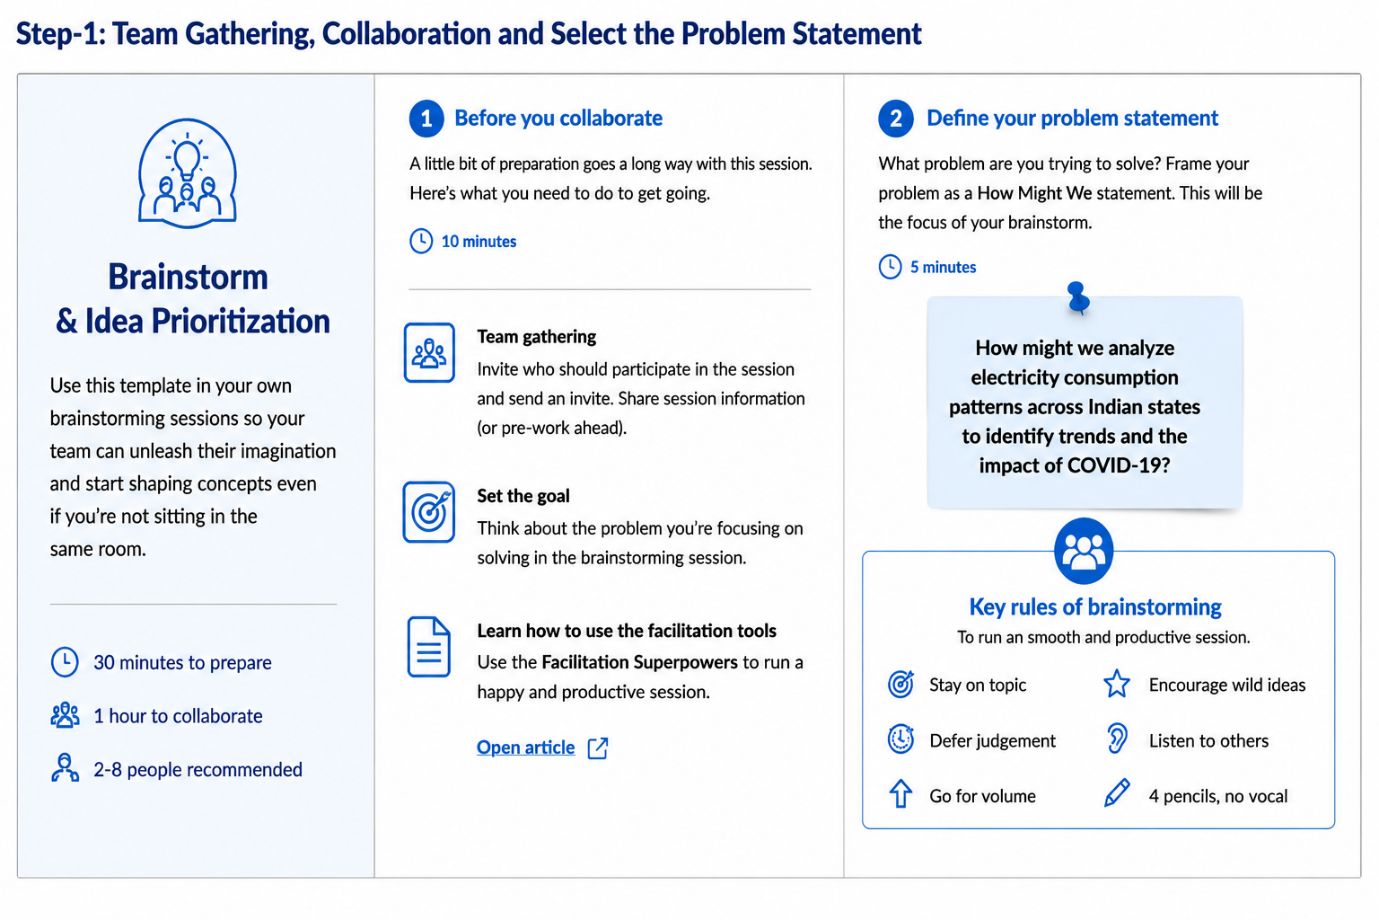 Step-1: Team Gathering, Collaboration and Select the Problem Statement
Brainstorm
& Idea Prioritization
Use this template in your own
brainstorming sessions so your
team can unleash their imagination
and start shaping concepts even
if you're not sitting in the
same room.
30 minutes to prepare
1 hour to collaborate
2-8 people recommended
1 Before you collaborate
A little bit of preparation goes a long way with this session.
Here's what you need to do to get going.
10 minutes
Team gathering
Invite who should participate in the session
and send an invite. Share session information
(or pre-work ahead).
Set the goal
Think about the problem you're focusing on
solving in the brainstorming session.
Learn how to use the facilitation tools
Use the Facilitation Superpowers to run a
happy and productive session.
Open article
2 Define your problem statement
What problem are you trying to solve? Frame your
problem as a How Might We statement. This will be
the focus of your brainstorm.
5 minutes
How might we analyze
electricity consumption
patterns across Indian states
to identify trends and the
impact of COVID-19?
Key rules of brainstorming
To run an smooth and productive session.
Stay on topic
Encourage wild ideas
Defer judgement
Listen to others
Go for volume
4 pencils, no vocal